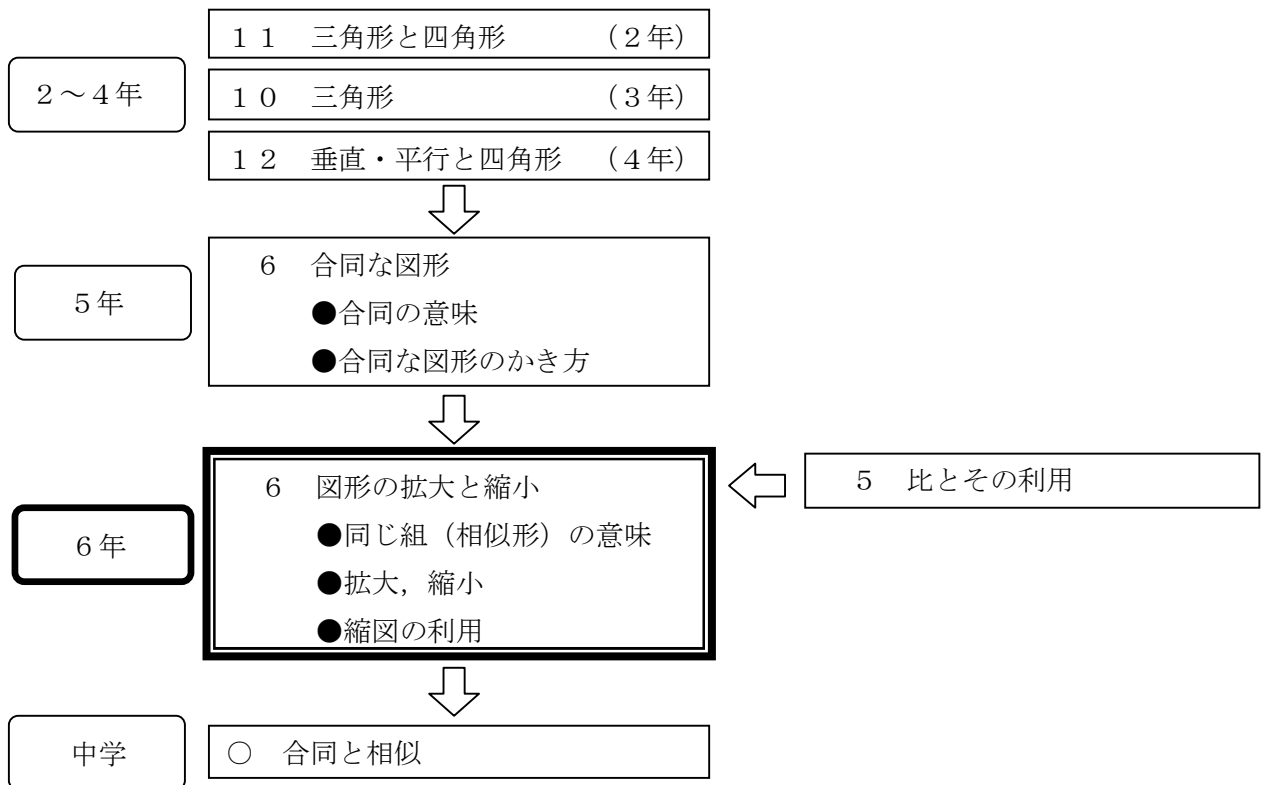 １１　三角形と四角形　　　（２年）
２～４年
１０　三角形　　　　　　　（３年）
１２　垂直・平行と四角形　（４年）
５年
６　合同な図形
●合同の意味
●合同な図形のかき方
６年
６　図形の拡大と縮小
●同じ組（相似形）の意味
●拡大，縮小
●縮図の利用
５　比とその利用
中学
○　合同と相似